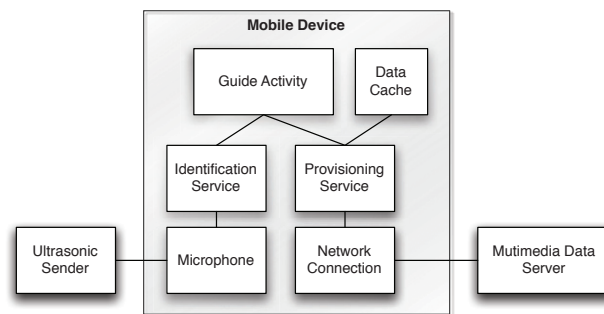 Mobile Device
Guide Activity
Data
Cache
Identification
Service
Provisioning
Service
Ultrasonic
Sender
Microphone
Network
Connection
Mutimedia Data
Server